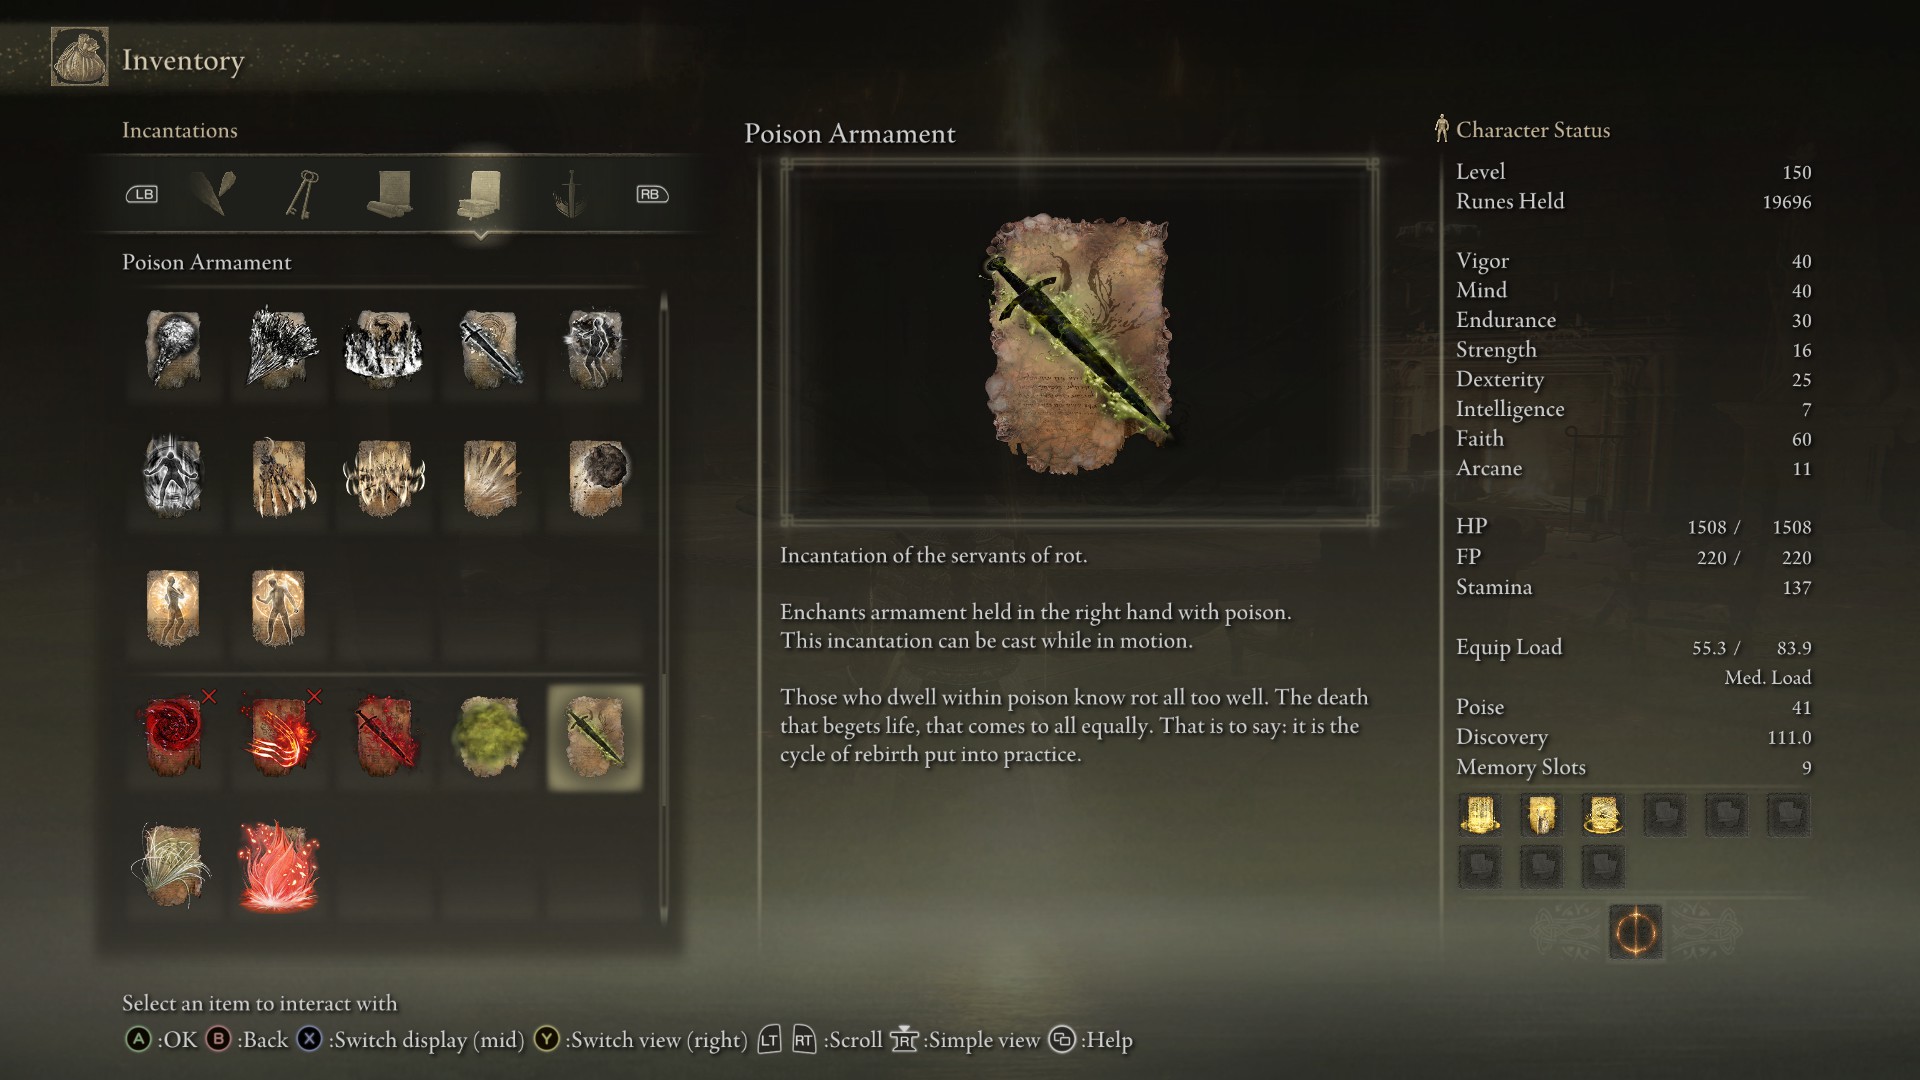 Inventory
Incantations
LB
RB
Poison Armament
Poison Armament
Incantation of the servants of rot.
Enchants armament held in the right hand with poison.
This incantation can be cast while in motion.
Those who dwell within poison know rot all too well. The death
that begets life, that comes to all equally. That is to say: it is the
cycle of rebirth put into practice.
Character Status
Level 150
Runes Held 19696
Vigor 40
Mind 40
Endurance 30
Strength 16
Dexterity 25
Intelligence 7
Faith 60
Arcane 11
HP 1508 / 1508
FP 220 / 220
Stamina 137
Equip Load 55.3 / 83.9
Med. Load
Poise 41
Discovery 111.0
Memory Slots 9
Select an item to interact with
A :OK B :Back X :Switch display (mid) Y :Switch view (right) LT RT :Scroll R :Simple view :Help